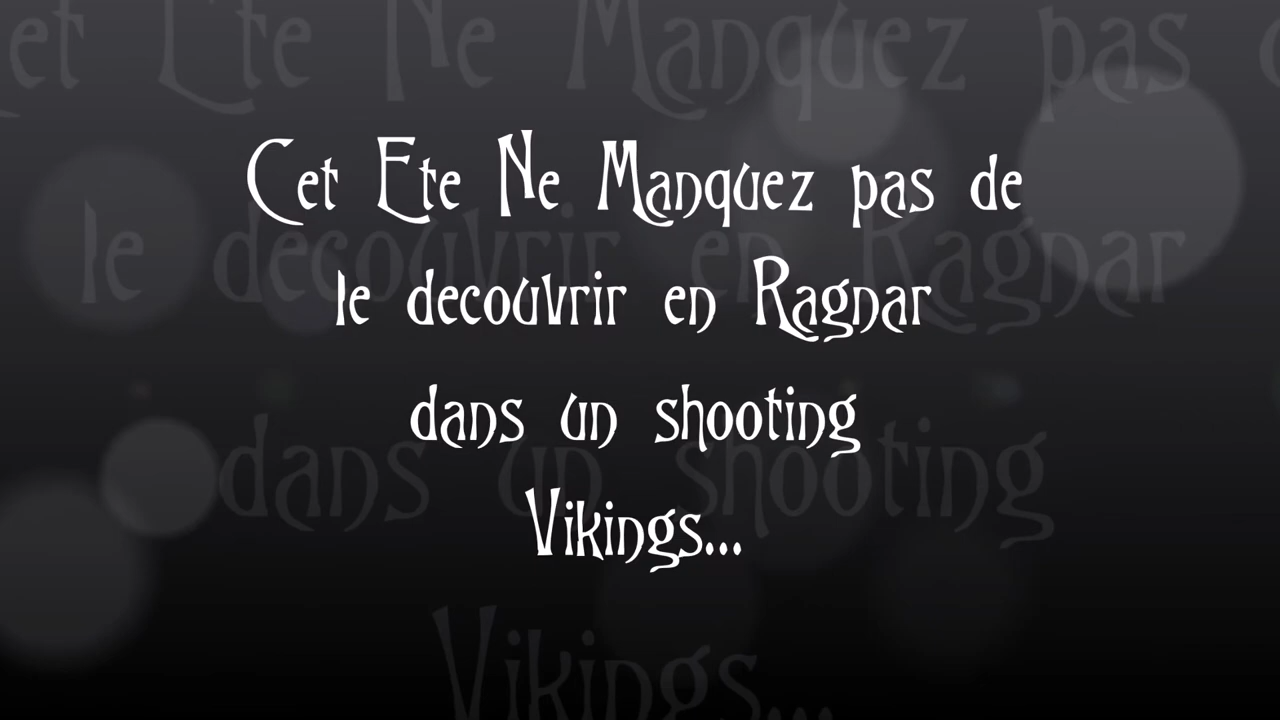 Cet Ete Ne Manquez pas de
le decouvrir en Ragnar
dans un shooting
Vikings...